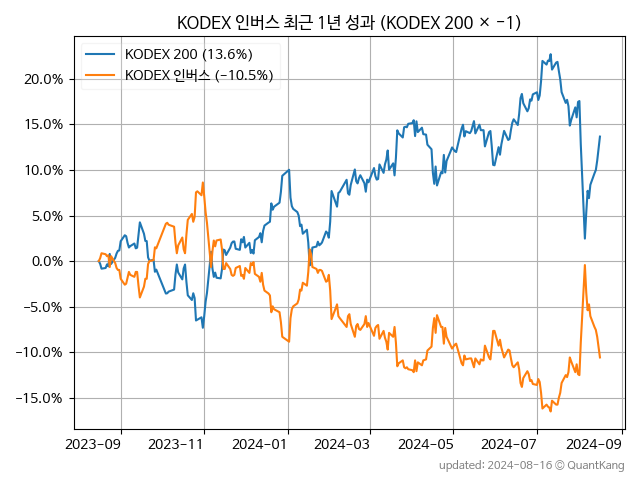 KODEX 인버스 최근 1년 성과 (KODEX 200 × -1)
KODEX 200 (13.6%)
KODEX 인버스 (-10.5%)
20.0%
15.0%
10.0%
5.0%
0.0%
-5.0%
-10.0%
-15.0%
2023-09 2023-11 2024-01 2024-03 2024-05 2024-07 2024-09
updated: 2024-08-16 © QuantKang